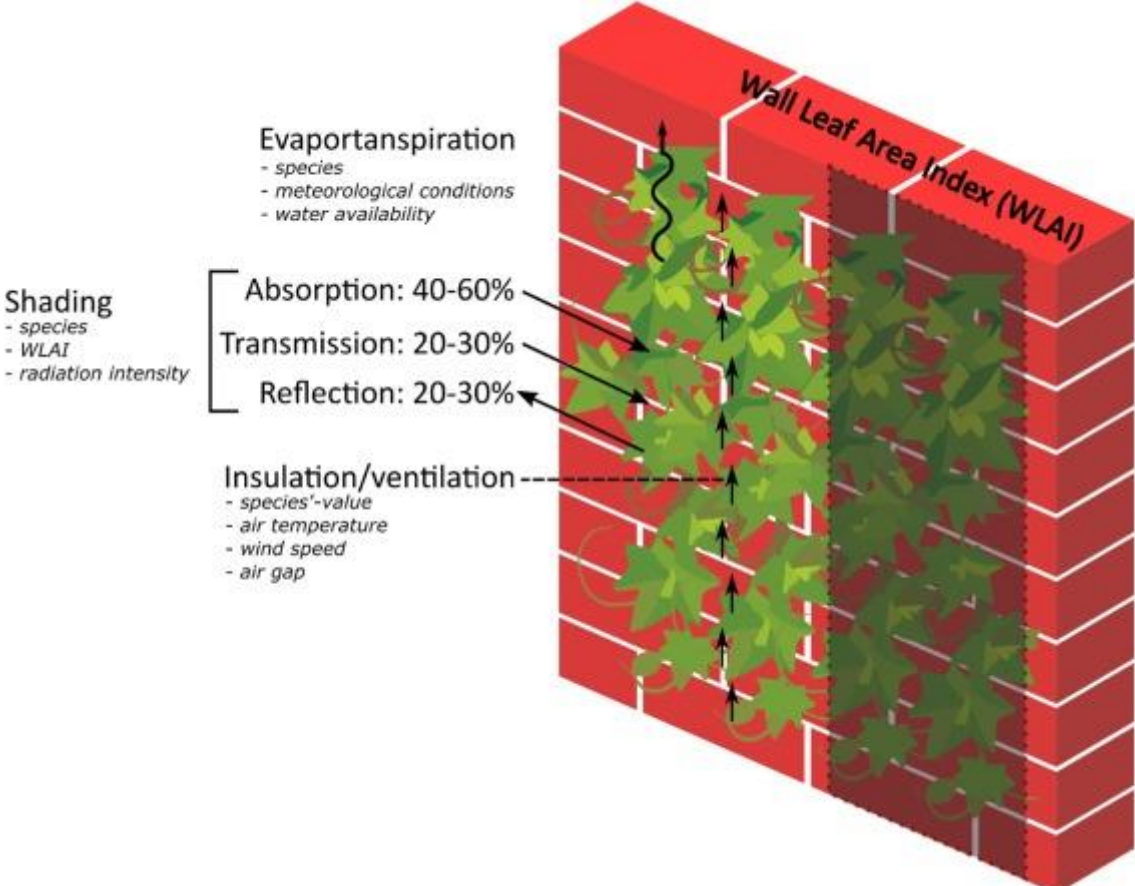 Wall Leaf Area Index (WLAI)
Evaportanspiration
- species
- meteorological conditions
- water availability
Shading
- species
- WLAI
- radiation intensity
Absorption: 40-60%
Transmission: 20-30%
Reflection: 20-30%
Insulation/ventilation
- species'-value
- air temperature
- wind speed
- air gap